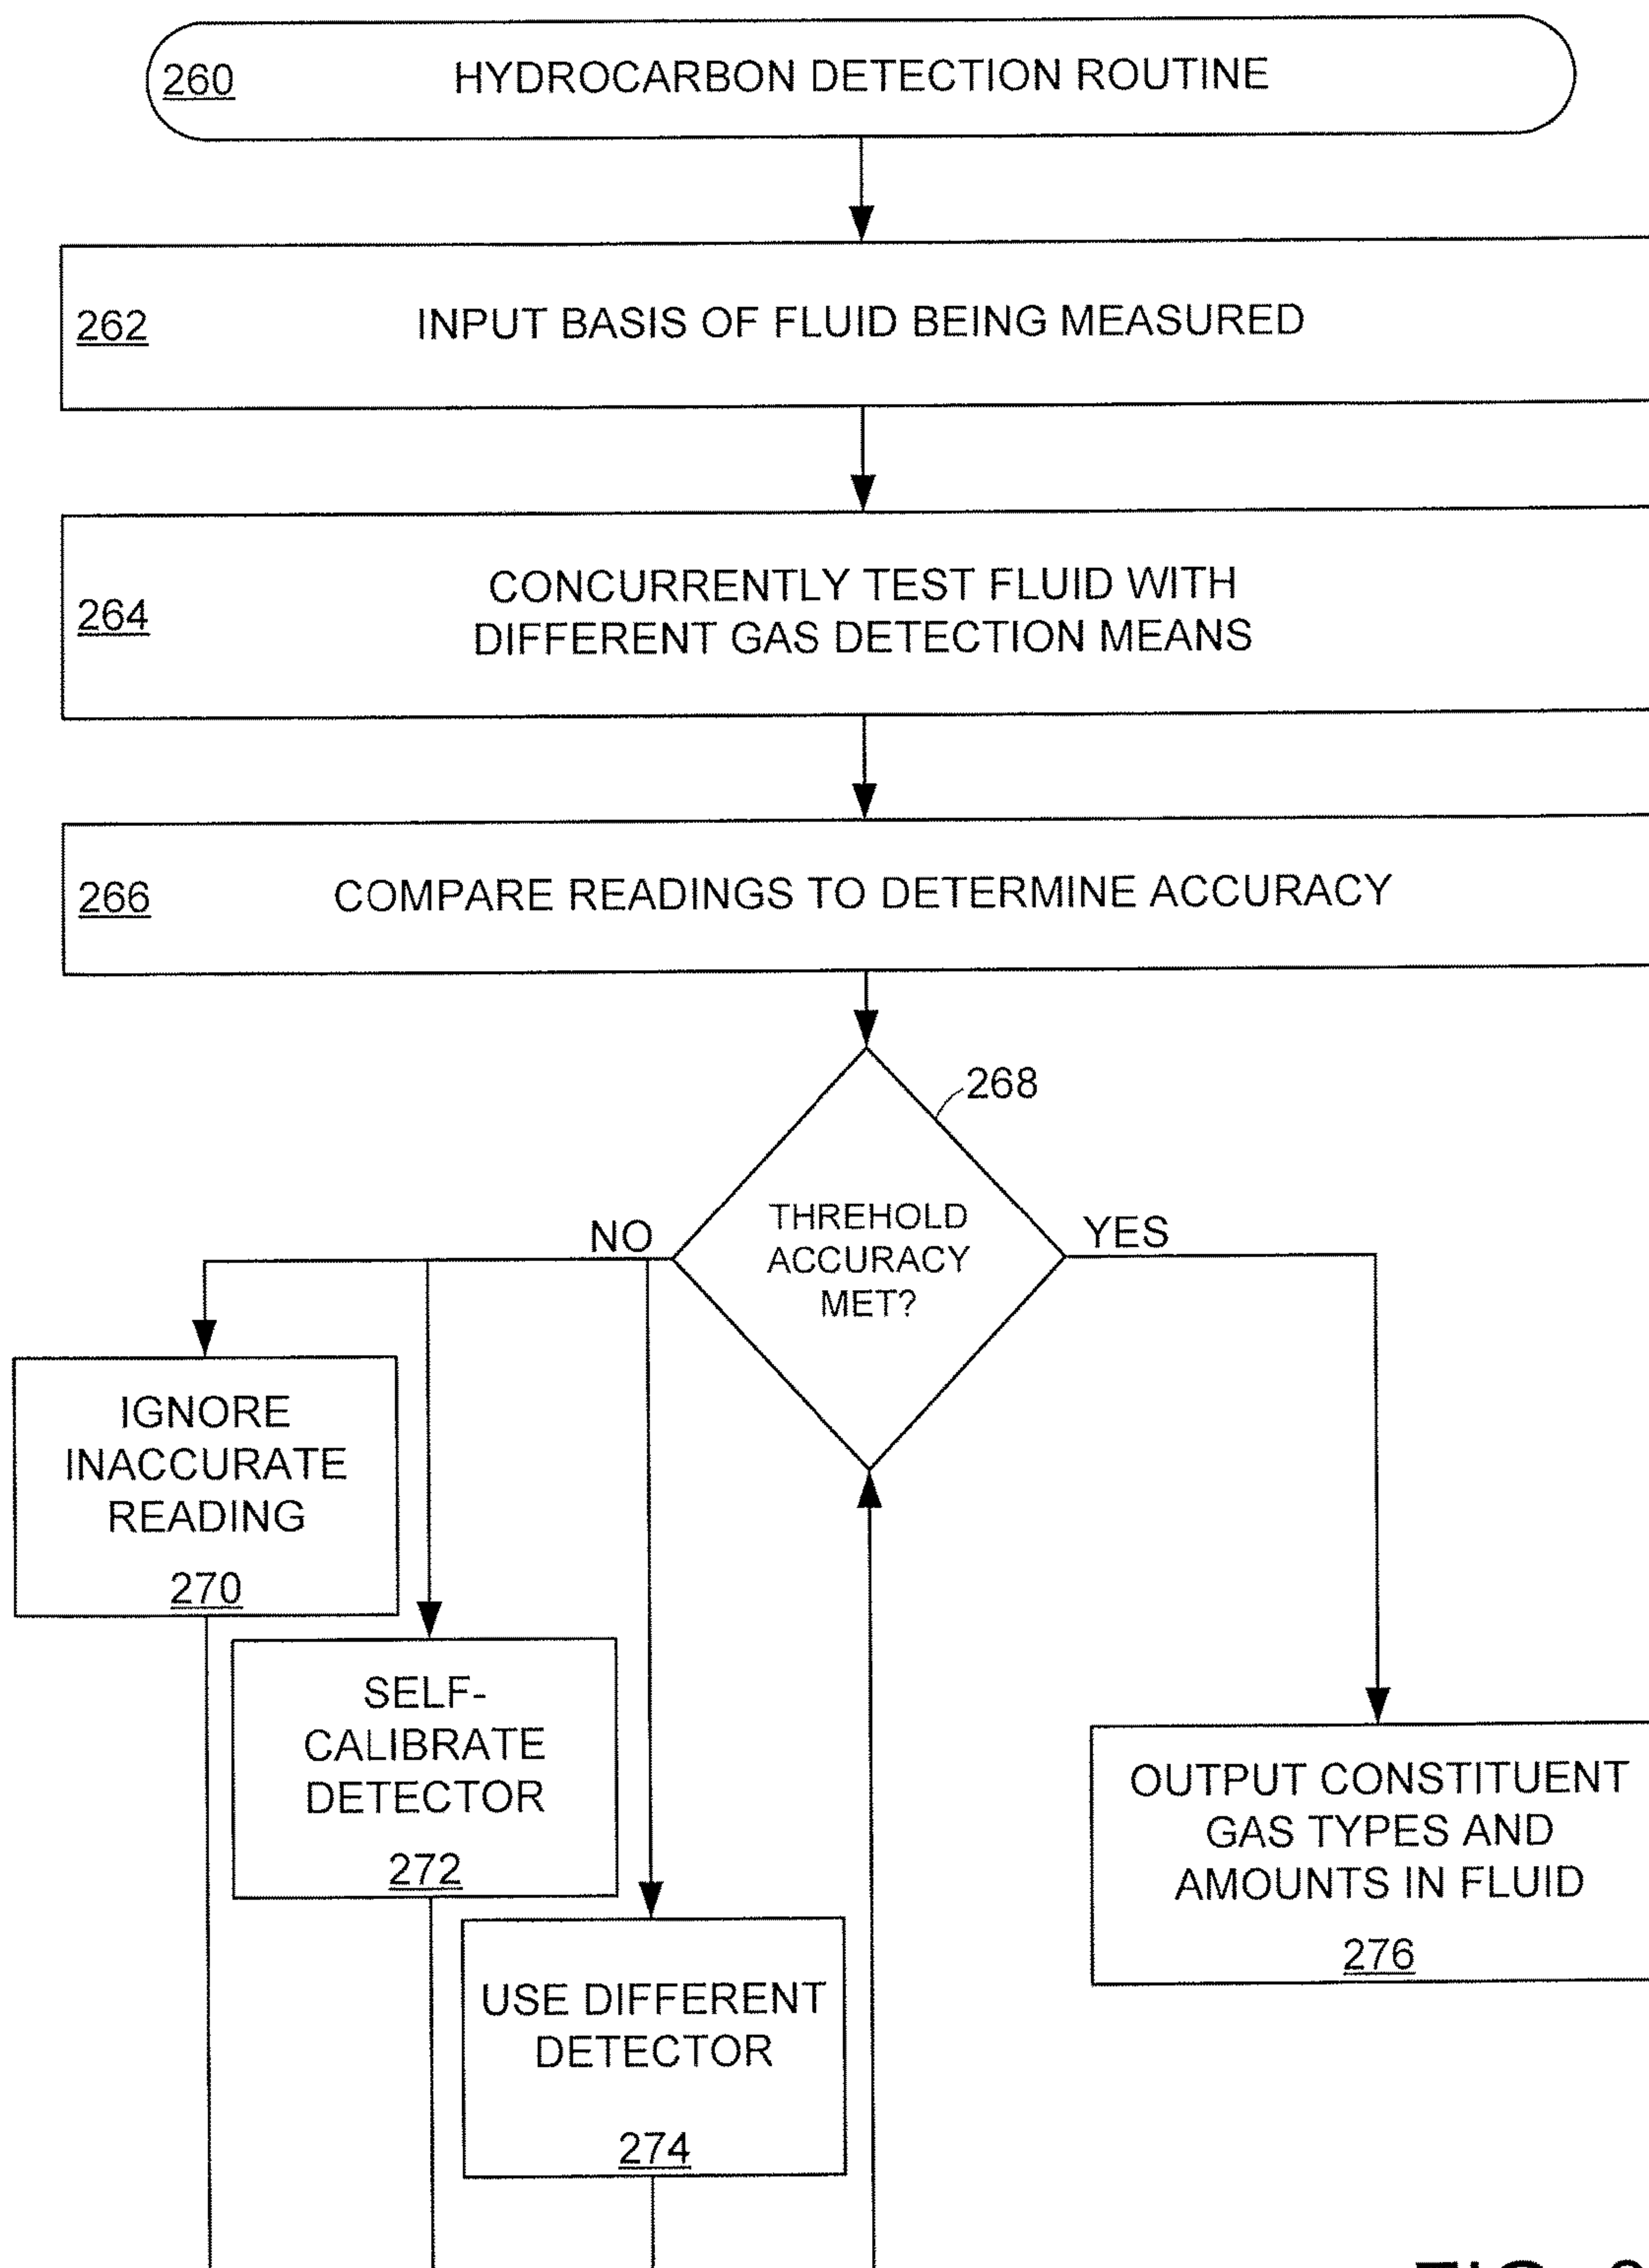 260
HYDROCARBON DETECTION ROUTINE
262
INPUT BASIS OF FLUID BEING MEASURED
264
CONCURRENTLY TEST FLUID WITH
DIFFERENT GAS DETECTION MEANS
266
COMPARE READINGS TO DETERMINE ACCURACY
268
THREHOLD
ACCURACY
MET?
NO
YES
IGNORE
INACCURATE
READING
270
SELF-
CALIBRATE
DETECTOR
272
USE DIFFERENT
DETECTOR
274
OUTPUT CONSTITUENT
GAS TYPES AND
AMOUNTS IN FLUID
276